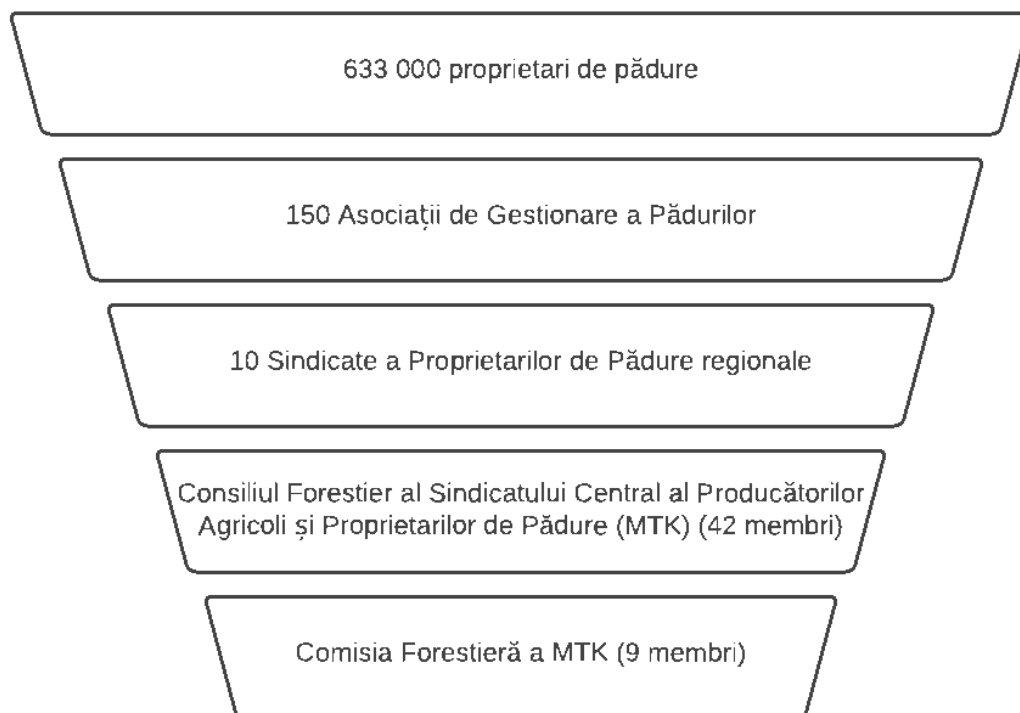 633 000 proprietari de pădure
150 Asociații de Gestionare a Pădurilor
10 Sindicate a Proprietarilor de Pădure regionale
Consiliul Forestier al Sindicatului Central al Producătorilor
Agricoli și Proprietarilor de Pădure (MTK) (42 membri)
Comisia Forestieră a MTK (9 membri)